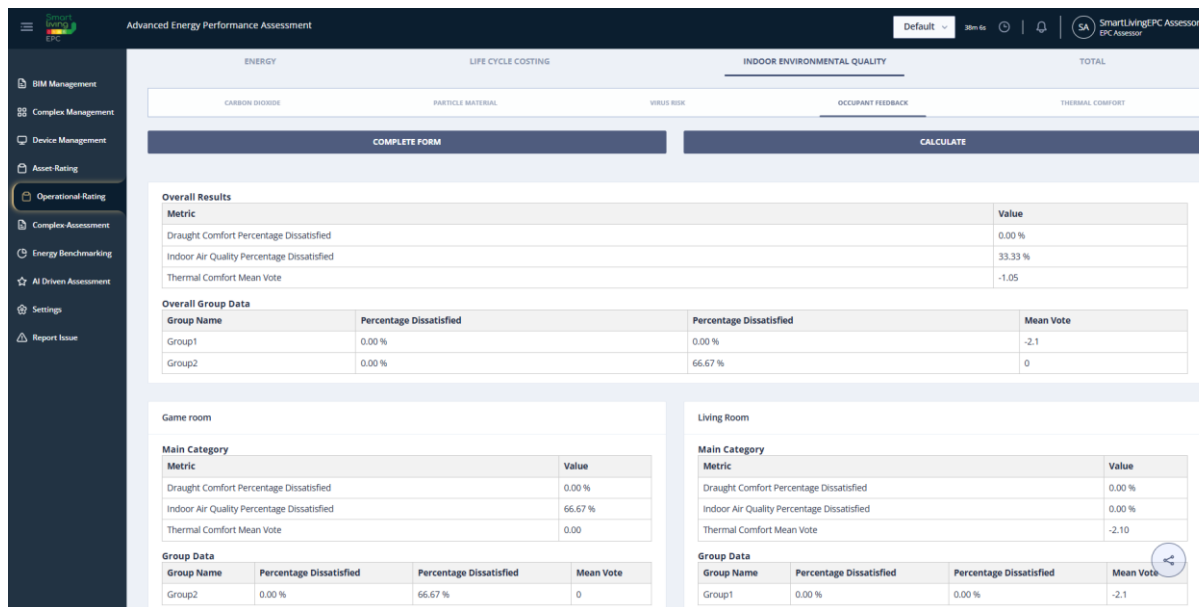 Smart
living
EPC
Advanced Energy Performance Assessment
Default
38m 6s
SA
SmartLivingEPC Assessor
EPC Assessor
BIM Management
Complex Management
Device Management
Asset-Rating
Operational-Rating
Complex-Assessment
Energy Benchmarking
AI Driven Assessment
Settings
Report Issue
ENERGY LIFE CYCLE COSTING INDOOR ENVIRONMENTAL QUALITY TOTAL
CARBON DIOXIDE PARTICLE MATERIAL VIRUS RISK OCCUPANT FEEDBACK THERMAL COMFORT
COMPLETE FORM CALCULATE
Overall Results
Metric Value
Draught Comfort Percentage Dissatisfied 0.00 %
Indoor Air Quality Percentage Dissatisfied 33.33 %
Thermal Comfort Mean Vote -1.05
Overall Group Data
Group Name Percentage Dissatisfied Percentage Dissatisfied Mean Vote
Group1 0.00 % 0.00 % -2.1
Group2 0.00 % 66.67 % 0
Game room
Main Category
Metric Value
Draught Comfort Percentage Dissatisfied 0.00 %
Indoor Air Quality Percentage Dissatisfied 66.67 %
Thermal Comfort Mean Vote 0.00
Group Data
Group Name Percentage Dissatisfied Percentage Dissatisfied Mean Vote
Group2 0.00 % 66.67 % 0
Living Room
Main Category
Metric Value
Draught Comfort Percentage Dissatisfied 0.00 %
Indoor Air Quality Percentage Dissatisfied 0.00 %
Thermal Comfort Mean Vote -2.10
Group Data
Group Name Percentage Dissatisfied Percentage Dissatisfied Mean Vote
Group1 0.00 % 0.00 % -2.1